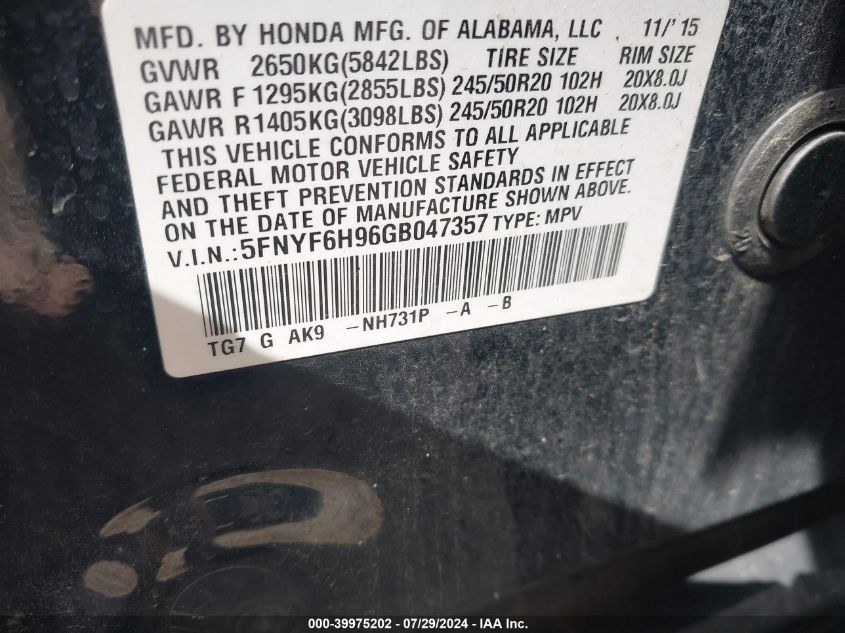 MFD. BY HONDA MFG. OF ALABAMA, LLC , 11/'15
GVWR 2650KG(5842LBS) TIRE SIZE RIM SIZE
GAWR F 1295KG(2855LBS) 245/50R20 102H 20X8.0J
GAWR R1405KG(3098LBS) 245/50R20 102H 20X8.0J
THIS VEHICLE CONFORMS TO ALL APPLICABLE
FEDERAL MOTOR VEHICLE SAFETY
AND THEFT PREVENTION STANDARDS IN EFFECT
ON THE DATE OF MANUFACTURE SHOWN ABOVE.
V.I.N.: 5FNYF6H96GB047357 TYPE: MPV
TG7 G AK9 -NH731P -A -B
000-39975202 - 07/29/2024 - IAA Inc.